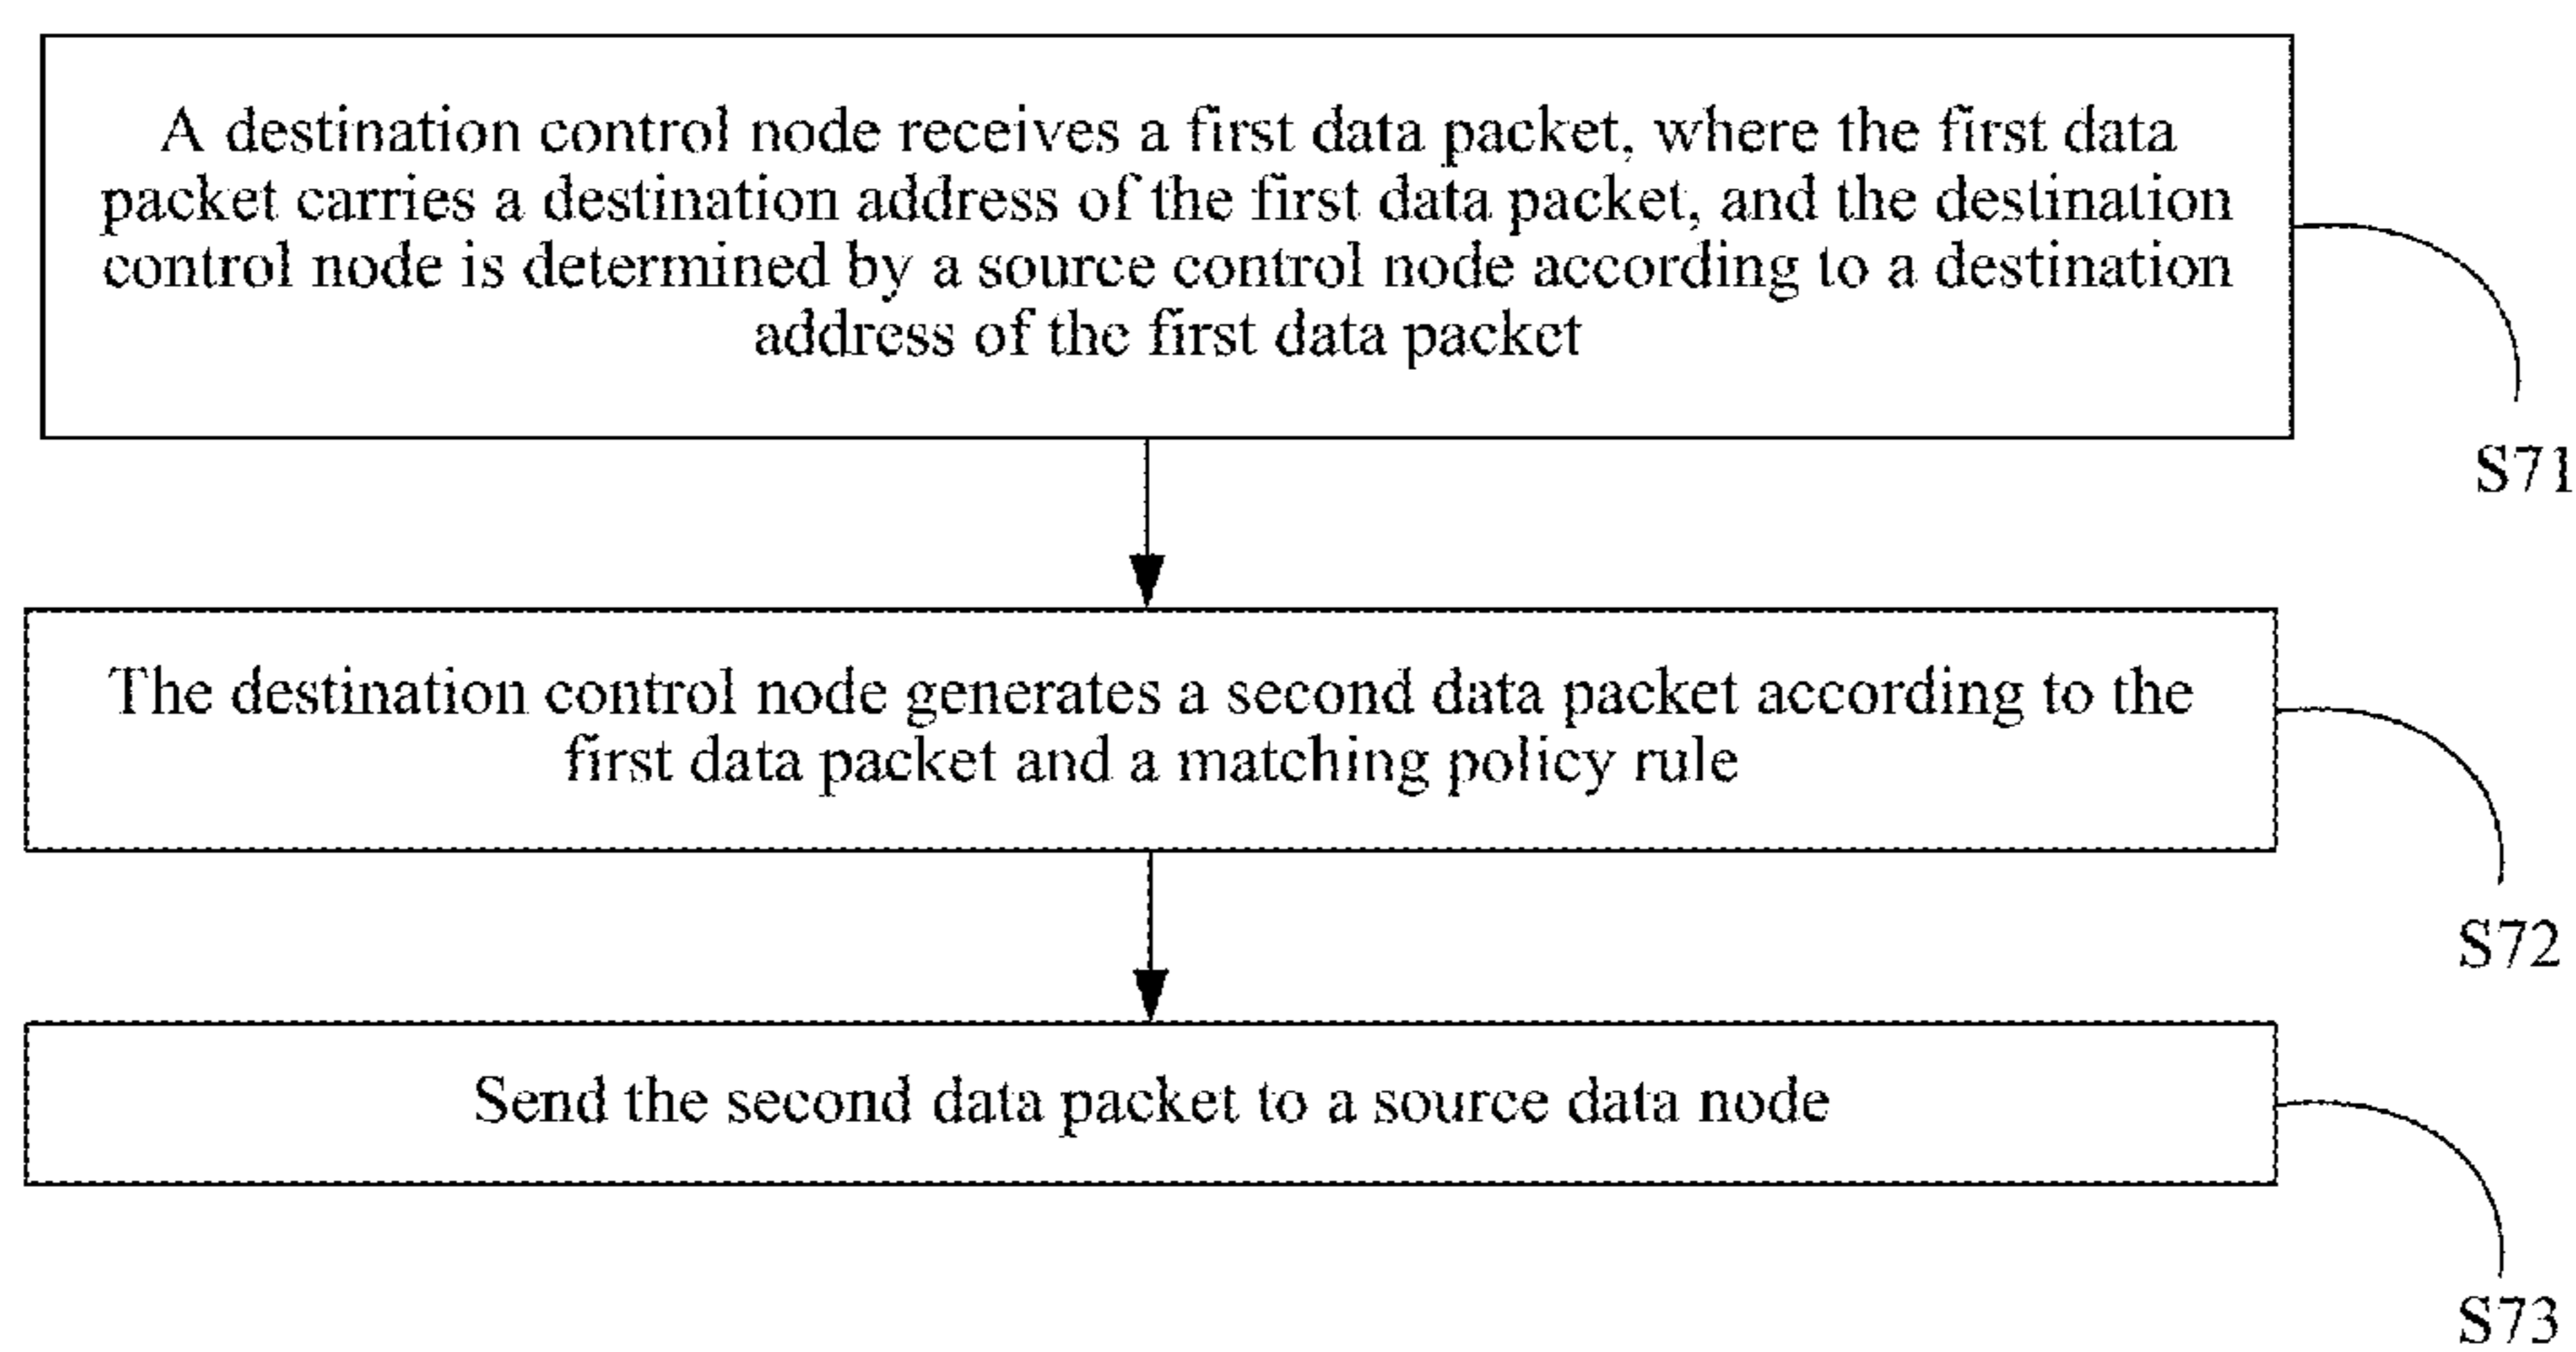 A destination control node receives a first data packet, where the first data
packet carries a destination address of the first data packet, and the destination
control node is determined by a source control node according to a destination
address of the first data packet
S71
The destination control node generates a second data packet according to the
first data packet and a matching policy rule
S72
Send the second data packet to a source data node
S73